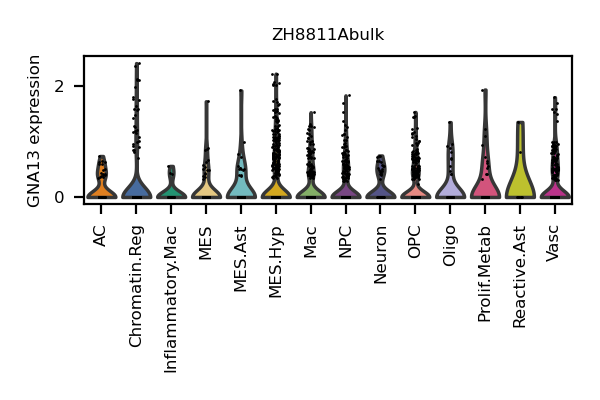 ZH8811Abulk
GNA13 expression
2
0
AC
Chromatin.Reg
Inflammatory.Mac
MES
MES.Ast
MES.Hyp
Mac
NPC
Neuron
OPC
Oligo
Prolif.Metab
Reactive.Ast
Vasc